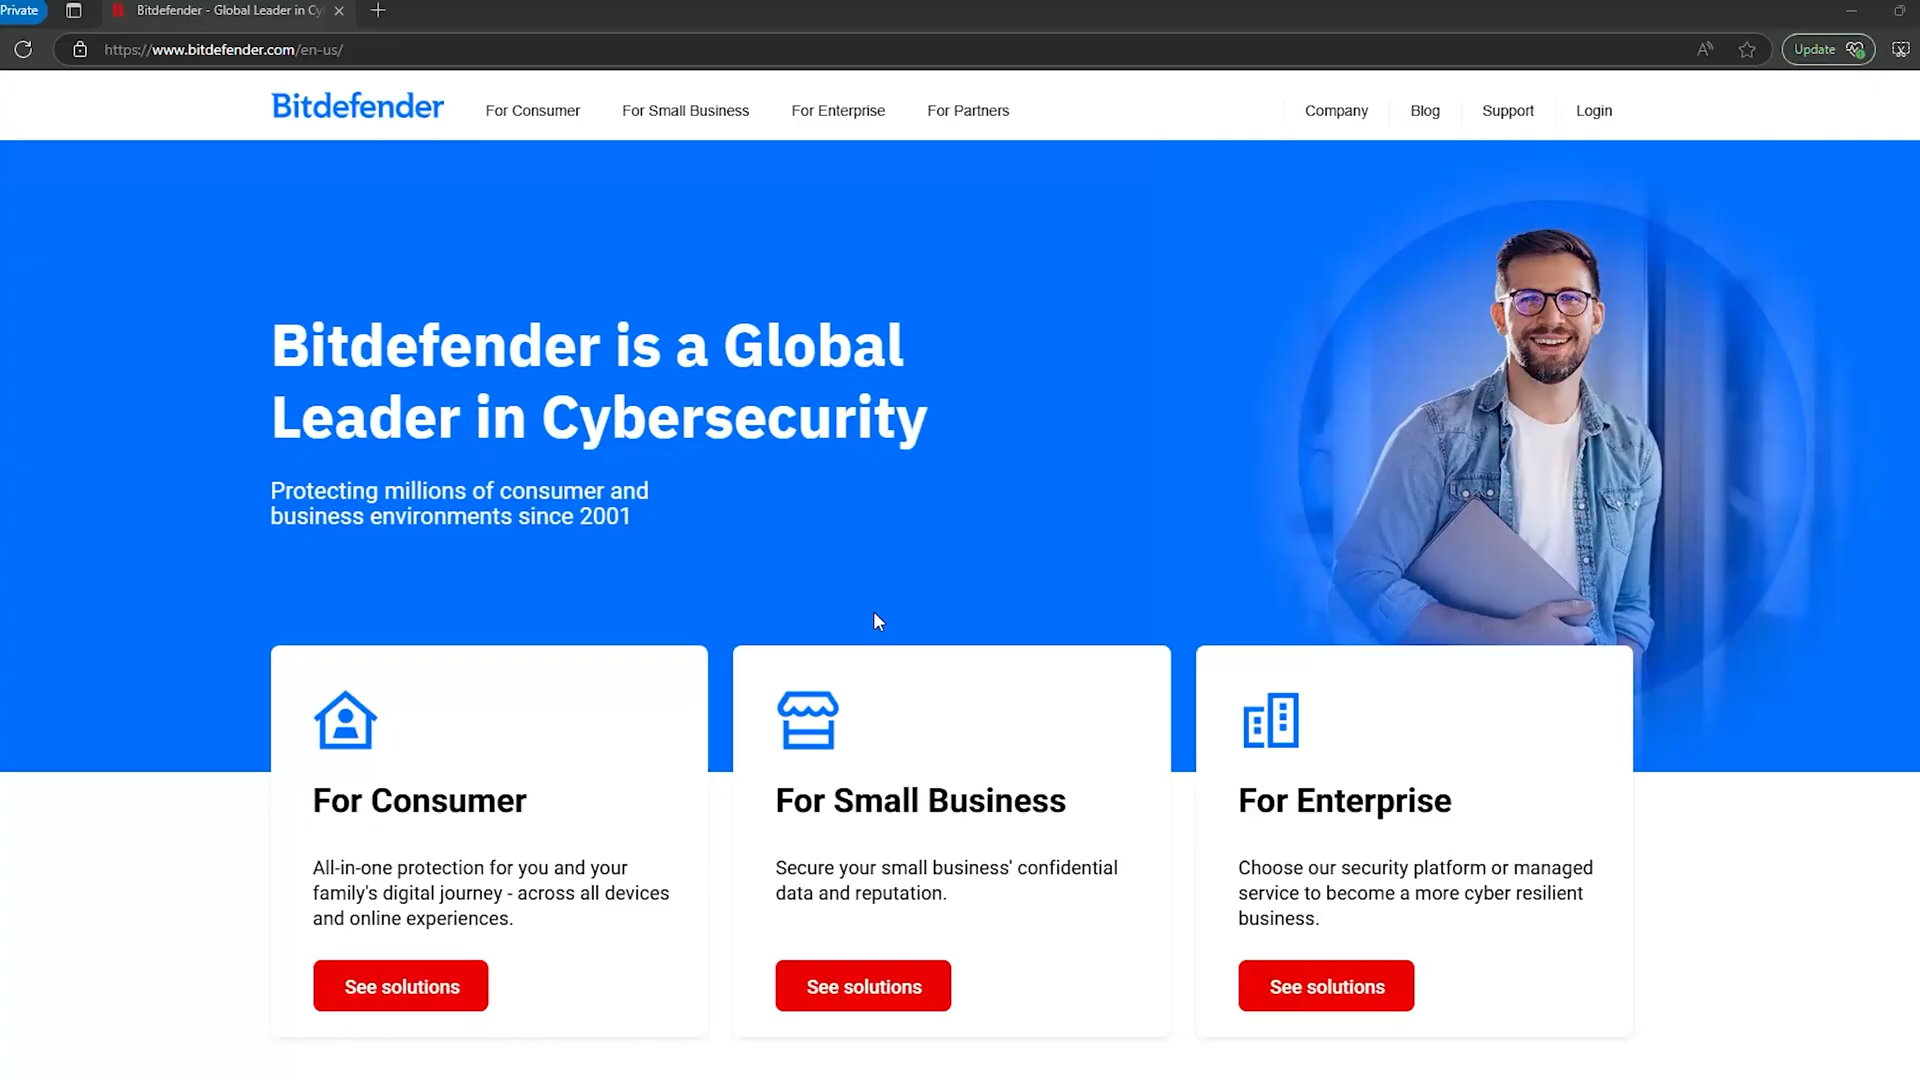 Private
Bitdefender - Global Leader in Cy
https://www.bitdefender.com/en-us/
Update
Bitdefender
For Consumer
For Small Business
For Enterprise
For Partners
Company
Blog
Support
Login
Bitdefender is a Global
Leader in Cybersecurity
Protecting millions of consumer and
business environments since 2001
For Consumer
All-in-one protection for you and your
family's digital journey - across all devices
and online experiences.
See solutions
For Small Business
Secure your small business' confidential
data and reputation.
See solutions
For Enterprise
Choose our security platform or managed
service to become a more cyber resilient
business.
See solutions